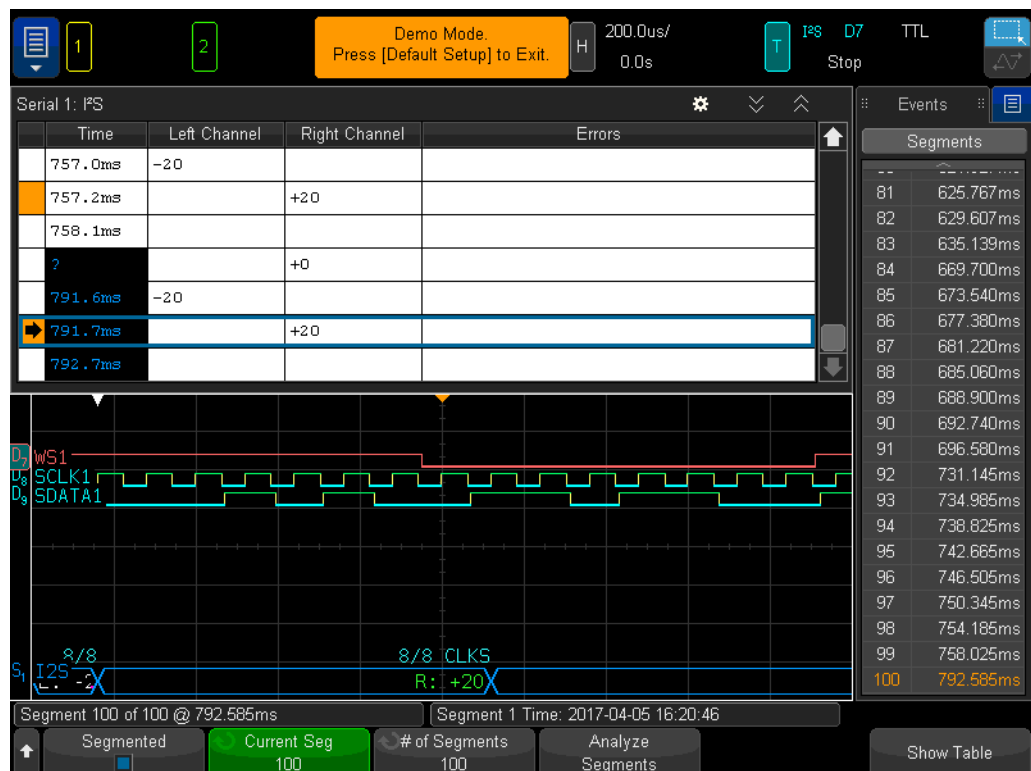 1
2
Demo Mode.
Press [Default Setup] to Exit.
H
200.0us/
0.0s
T
I²S D7 TTL
Stop
Serial 1: I²S
Time Left Channel Right Channel Errors
757.0ms -20
757.2ms +20
758.1ms
? +0
791.6ms -20
791.7ms +20
792.7ms
Events
Segments
81 625.767ms
82 629.607ms
83 635.139ms
84 669.700ms
85 673.540ms
86 677.380ms
87 681.220ms
88 685.060ms
89 688.900ms
90 692.740ms
91 696.580ms
92 731.145ms
93 734.985ms
94 738.825ms
95 742.665ms
96 746.505ms
97 750.345ms
98 754.185ms
99 758.025ms
100 792.585ms
D7 WS1
D8 SCLK1
D9 SDATA1
8/8 8/8 CLKS
S1 I2S
R: +20
Segment 100 of 100 @ 792.585ms
Segment 1 Time: 2017-04-05 16:20:46
Segmented
Current Seg
100
# of Segments
100
Analyze
Segments
Show Table